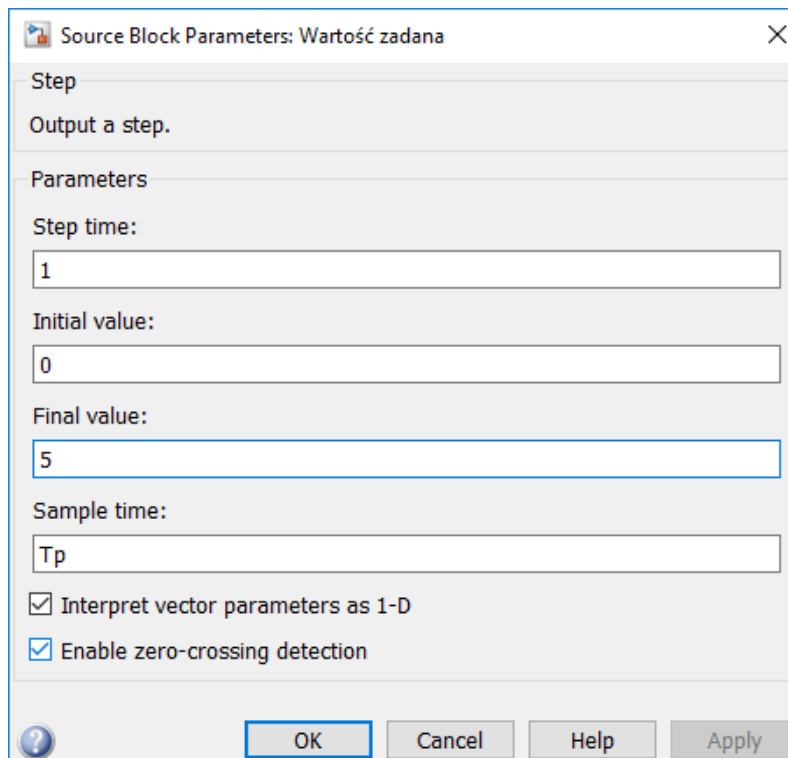 Source Block Parameters: Wartość zadana
Step
Output a step.
Parameters
Step time:
1
Initial value:
0
Final value:
5
Sample time:
Tp
Interpret vector parameters as 1-D
Enable zero-crossing detection
? OK Cancel Help Apply